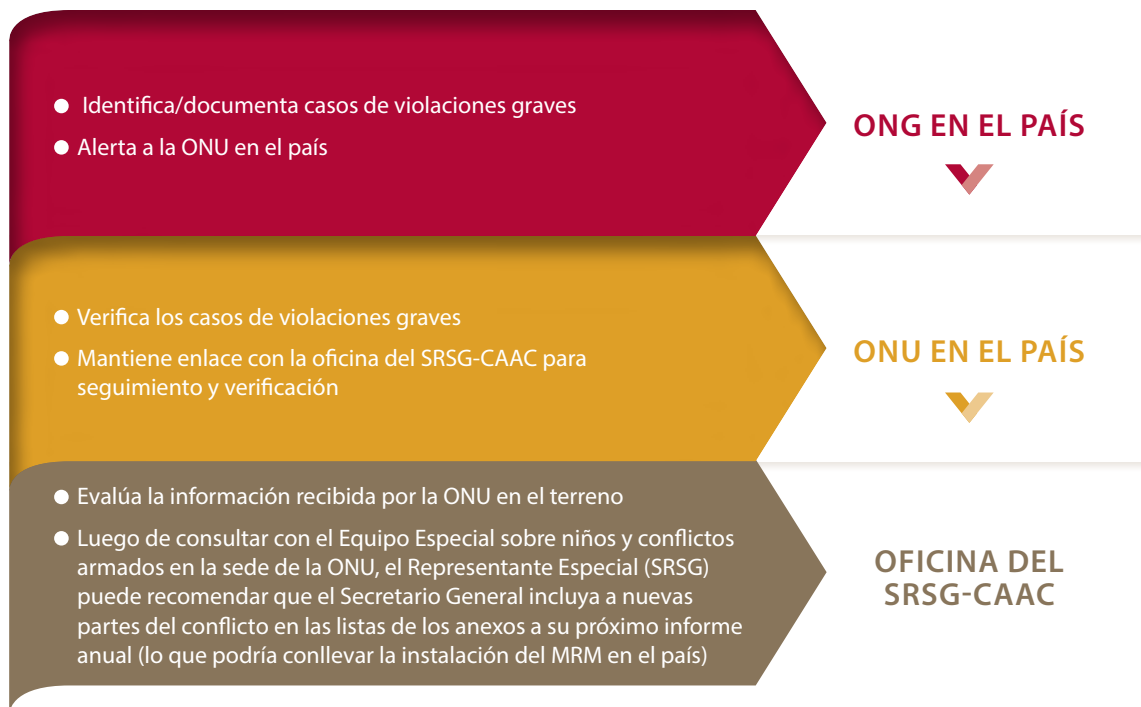 ● Identifica/documenta casos de violaciones graves
● Alerta a la ONU en el país
ONG EN EL PAÍS
● Verifica los casos de violaciones graves
● Mantiene enlace con la oficina del SRSG-CAAC para
seguimiento y verificación
ONU EN EL PAÍS
● Evalúa la información recibida por la ONU en el terreno
● Luego de consultar con el Equipo Especial sobre niños y conflictos
armados en la sede de la ONU, el Representante Especial (SRSG)
puede recomendar que el Secretario General incluya a nuevas
partes del conflicto en las listas de los anexos a su próximo informe
anual (lo que podría conllevar la instalación del MRM en el país)
OFICINA DEL
SRSG-CAAC